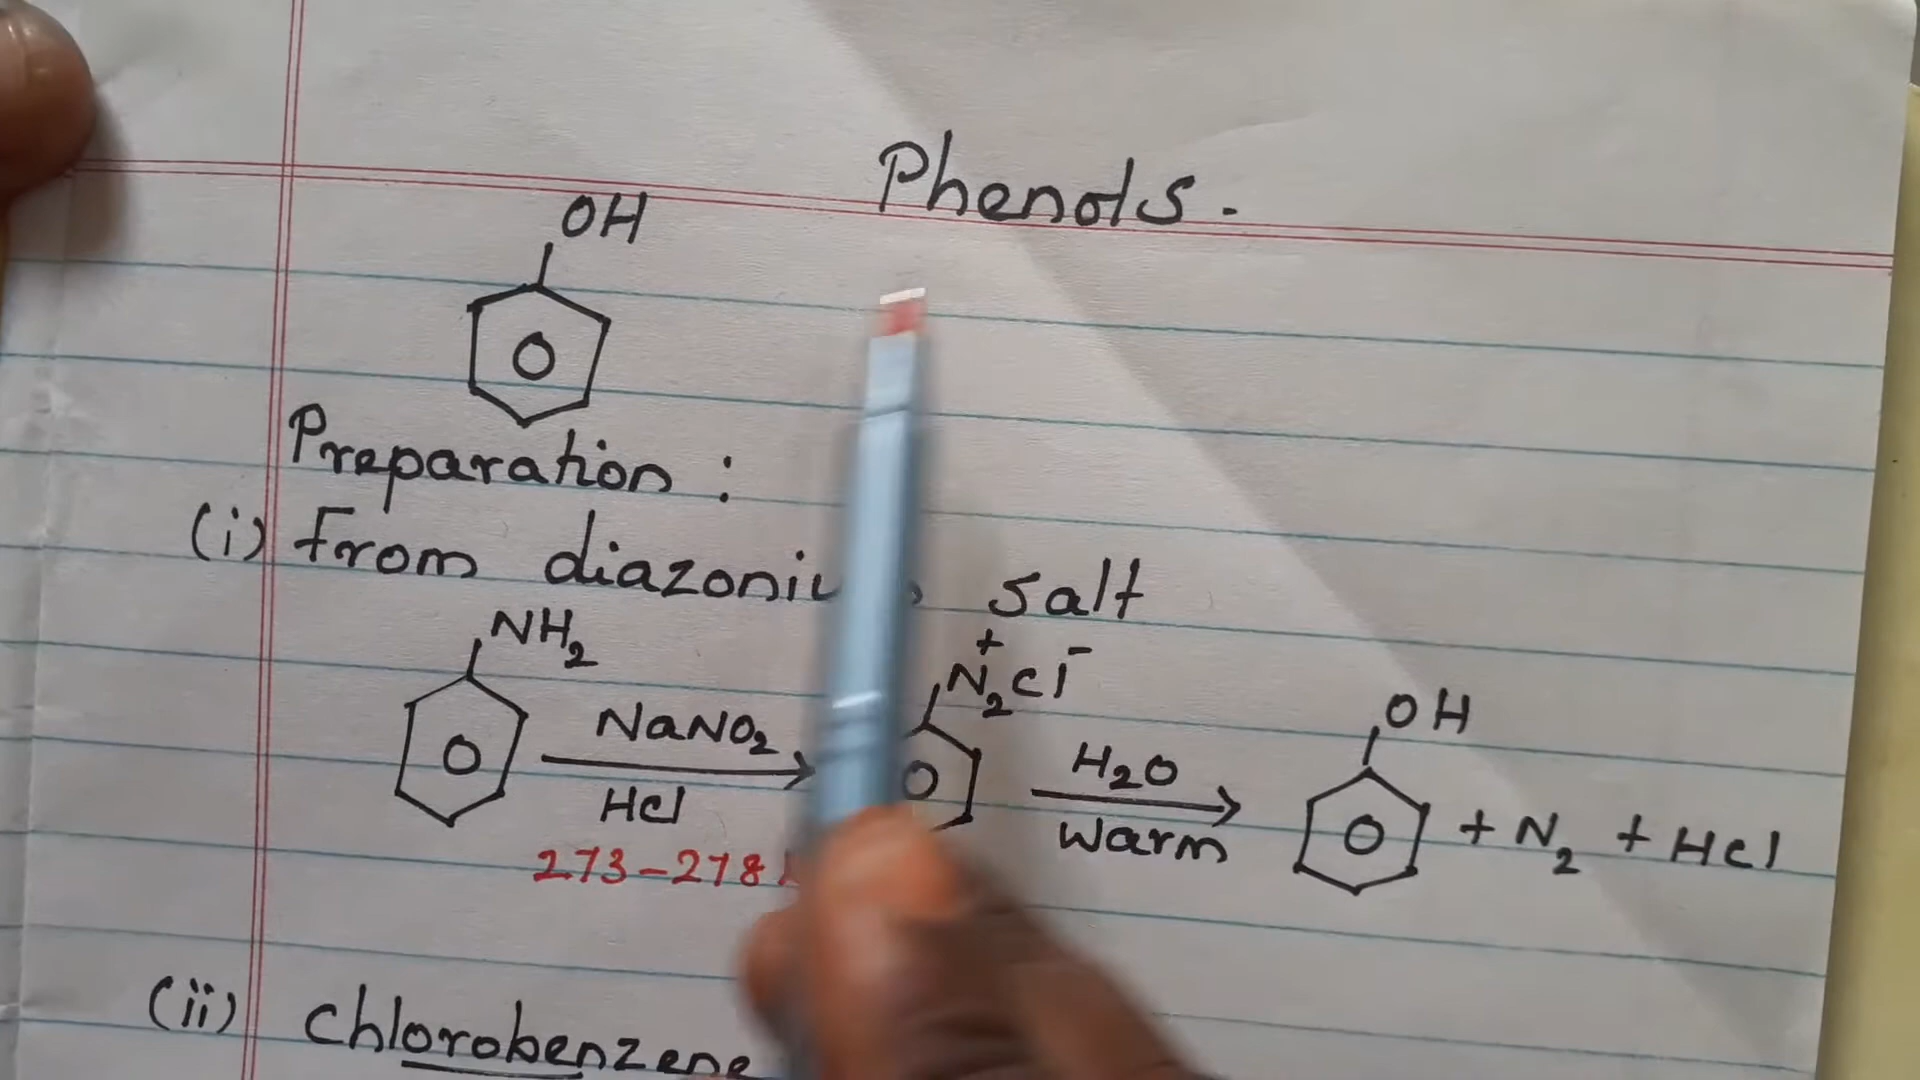 Phenols.
OH
Preparation :
(i) From salt
NH₂ N₂⁺Cl⁻ OH
NaNO₂ H₂O
HCl warm + N₂ + HCl
273-278
(ii) Chlorobenzene